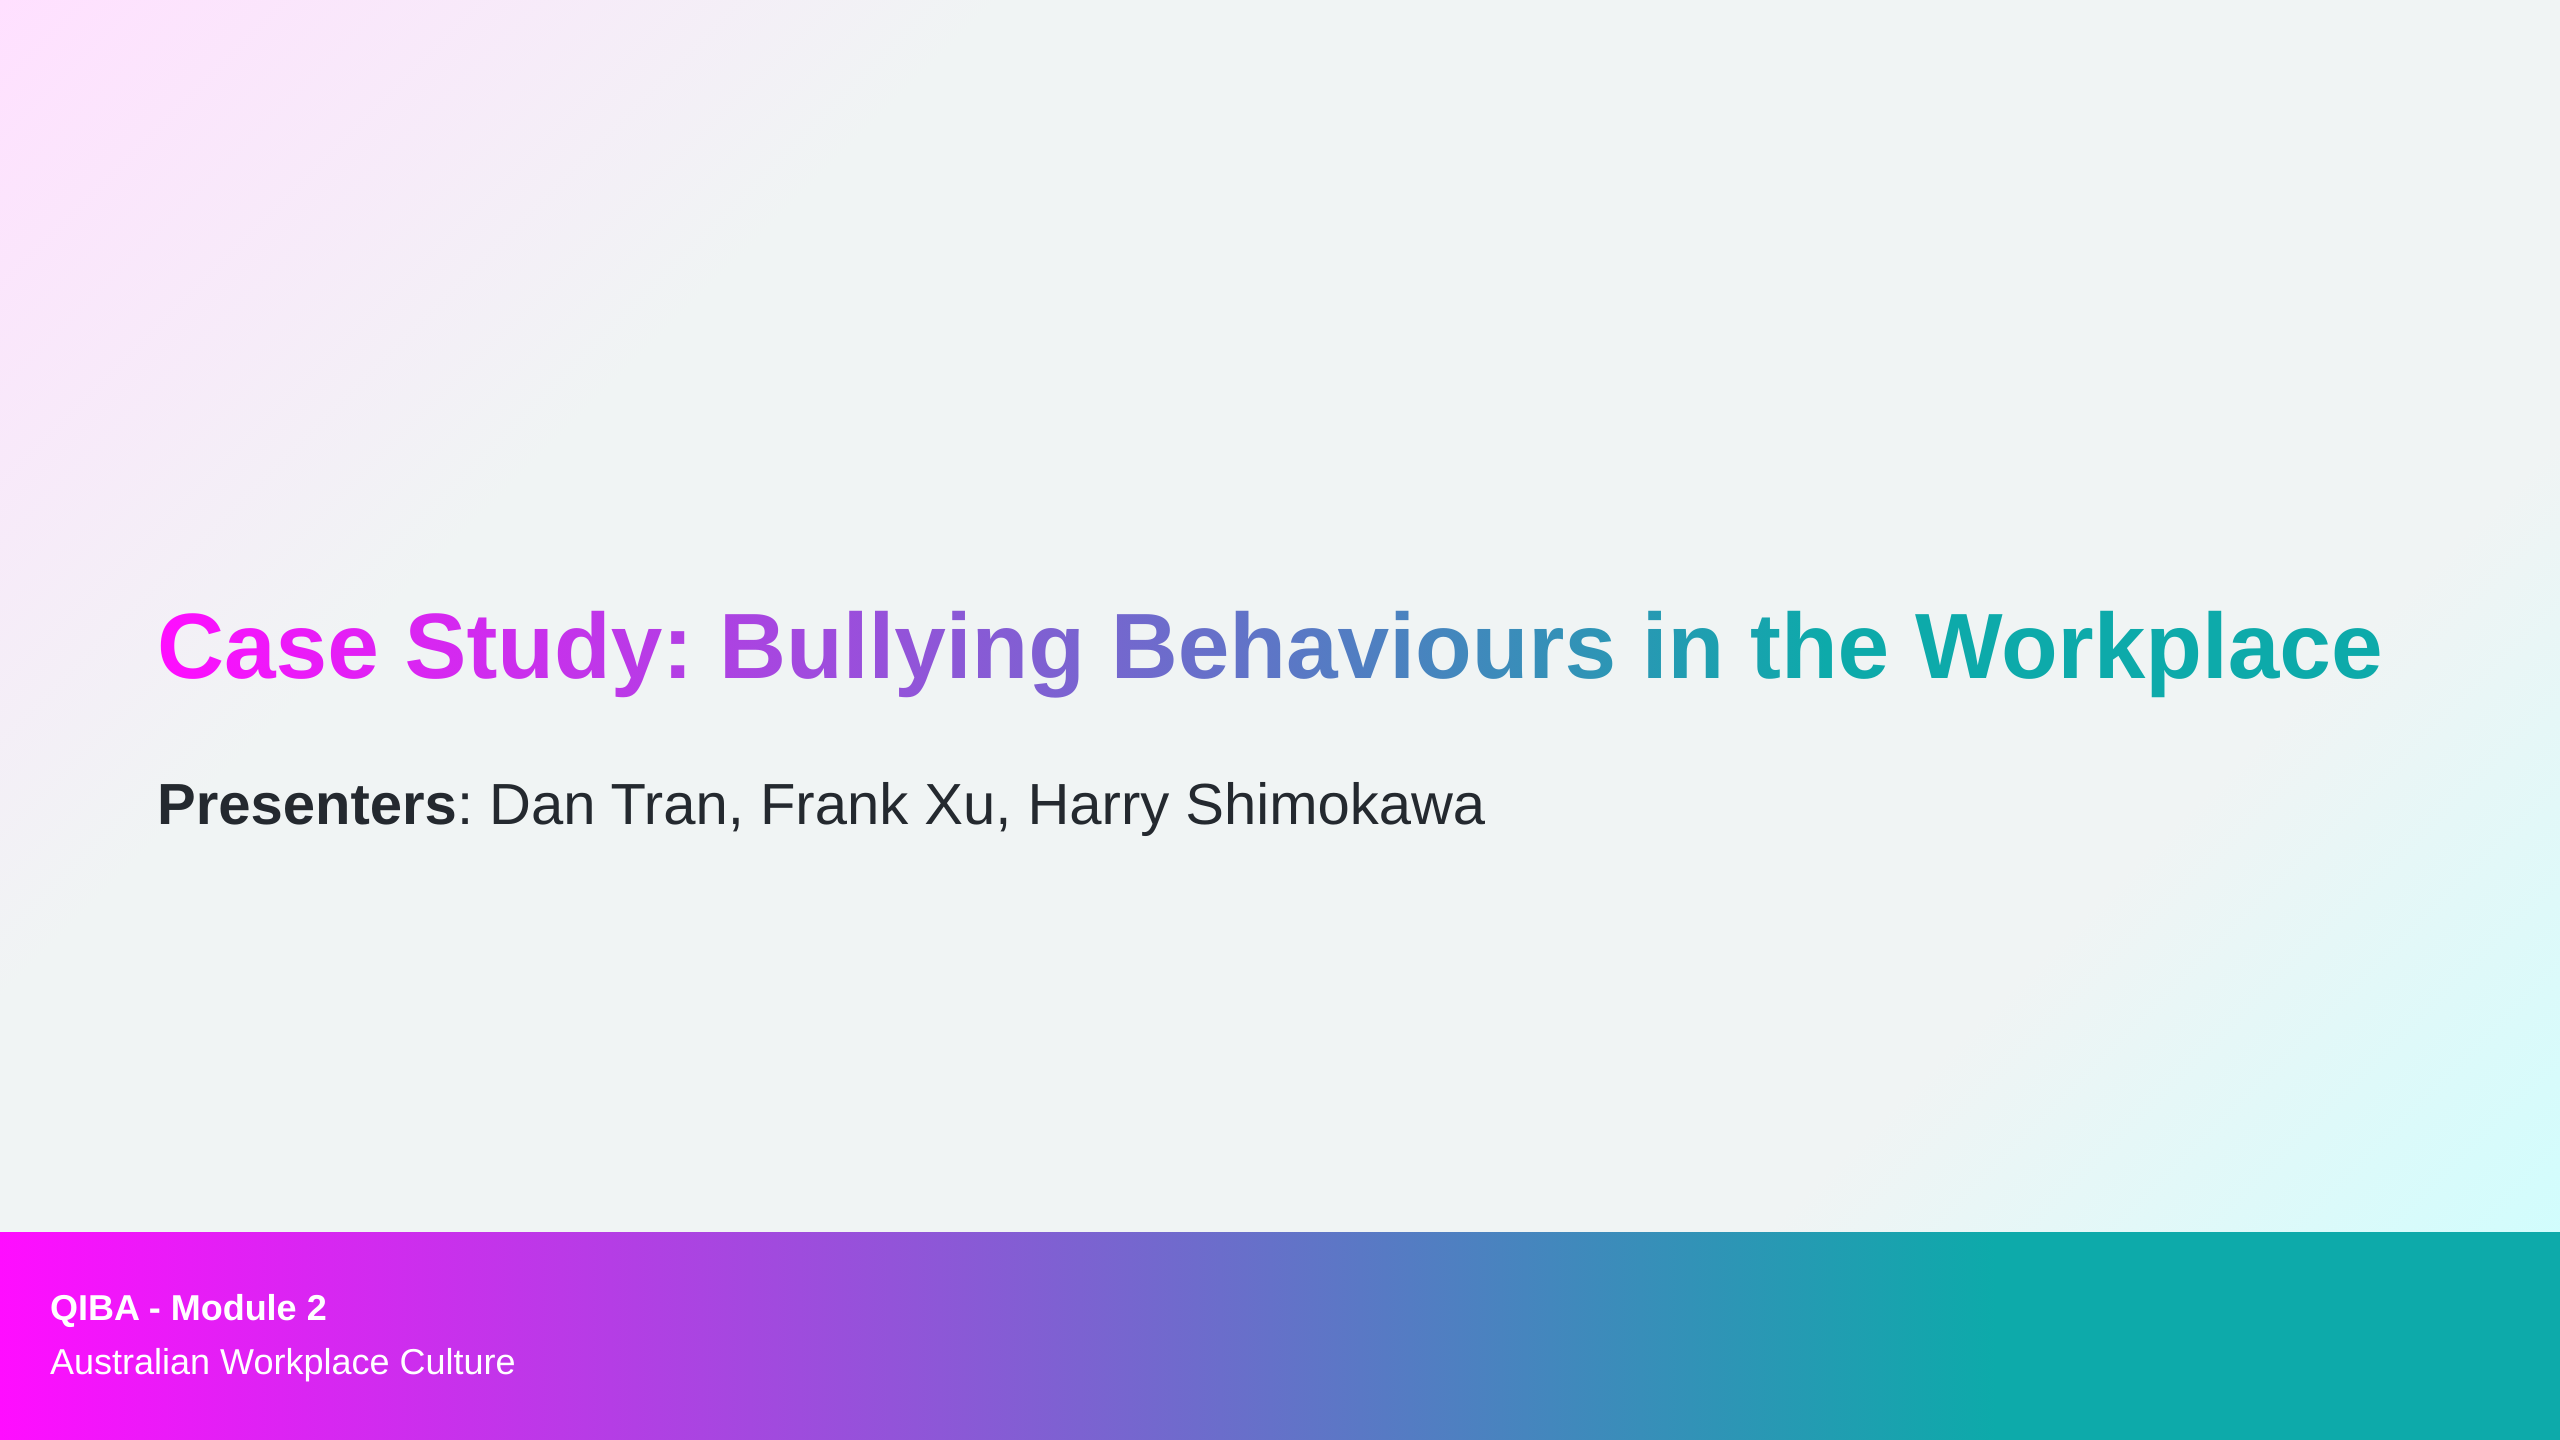 Case Study: Bullying Behaviours in the Workplace
Presenters: Dan Tran, Frank Xu, Harry Shimokawa
QIBA - Module 2
Australian Workplace Culture